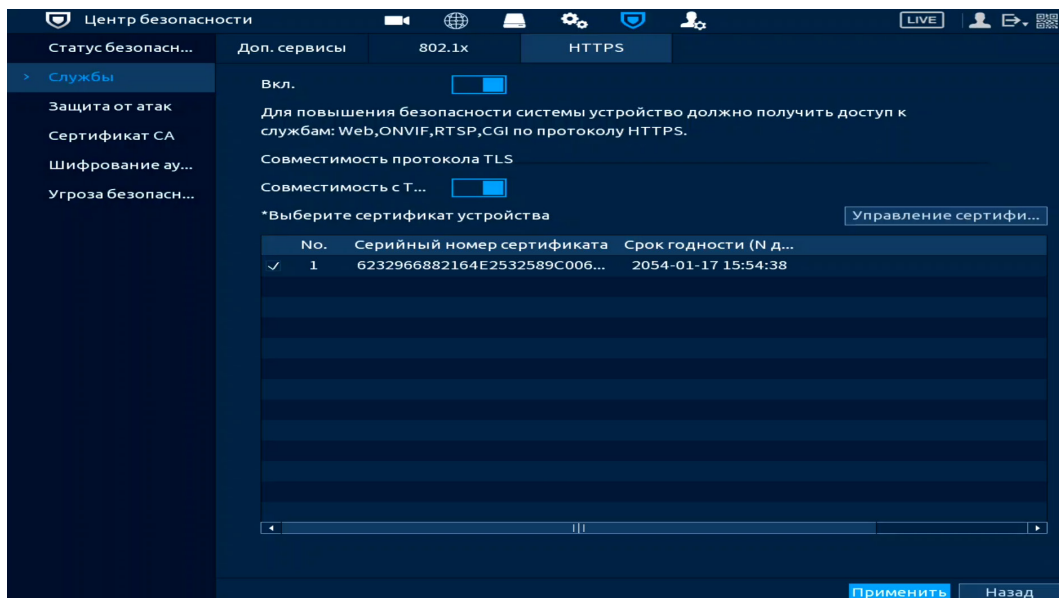 Центр безопасности
LIVE
Статус безопасн...
Доп. сервисы 802.1x HTTPS
Службы
Вкл.
Защита от атак
Для повышения безопасности системы устройство должно получить доступ к
службам: Web,ONVIF,RTSP,CGI по протоколу HTTPS.
Сертификат CA
Совместимость протокола TLS
Шифрование ау...
Совместимость с Т...
Угроза безопасн...
*Выберите сертификат устройства Управление сертифи...
No. Серийный номер сертификата Срок годности (N д...
1 6232966882164E2532589C006... 2054-01-17 15:54:38
Применить Назад